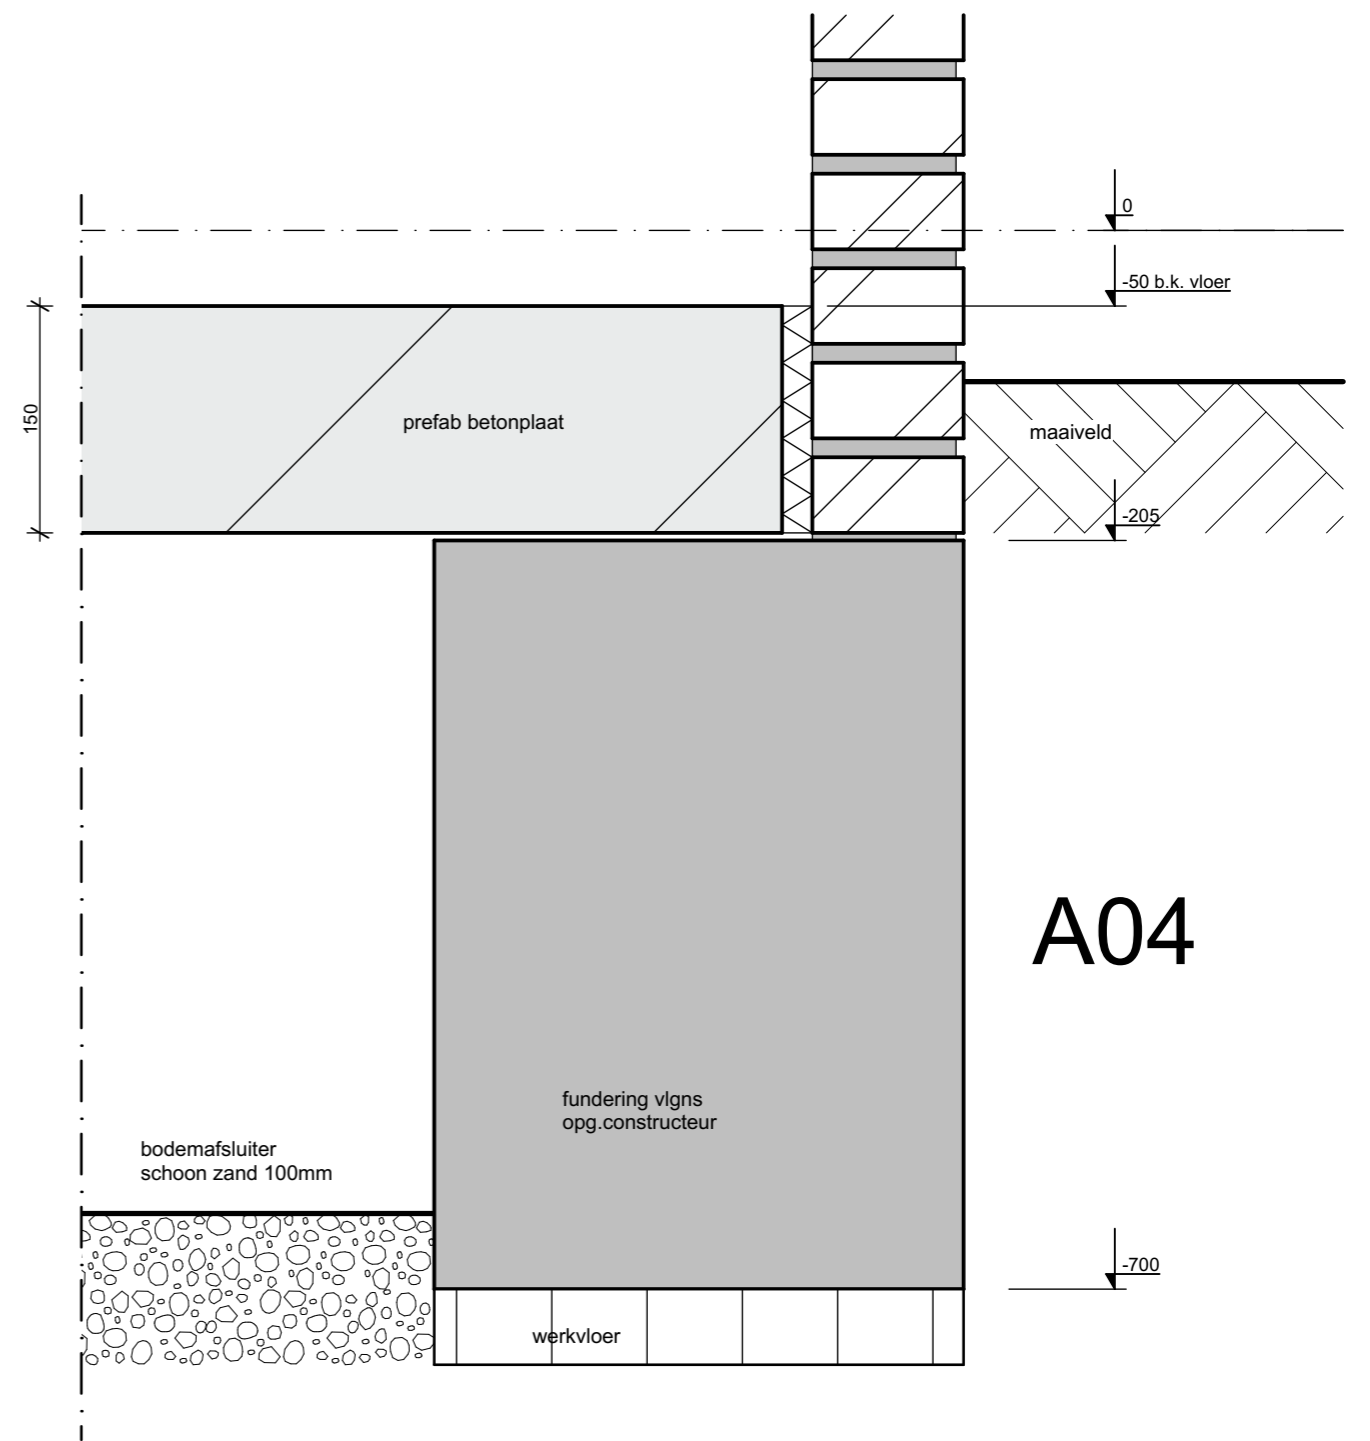 0
-50 b.k. vloer
150
prefab betonplaat
maaiveld
-205
A04
fundering vlgns
opg.constructeur
bodemafsluiter
schoon zand 100mm
-700
werkvloer